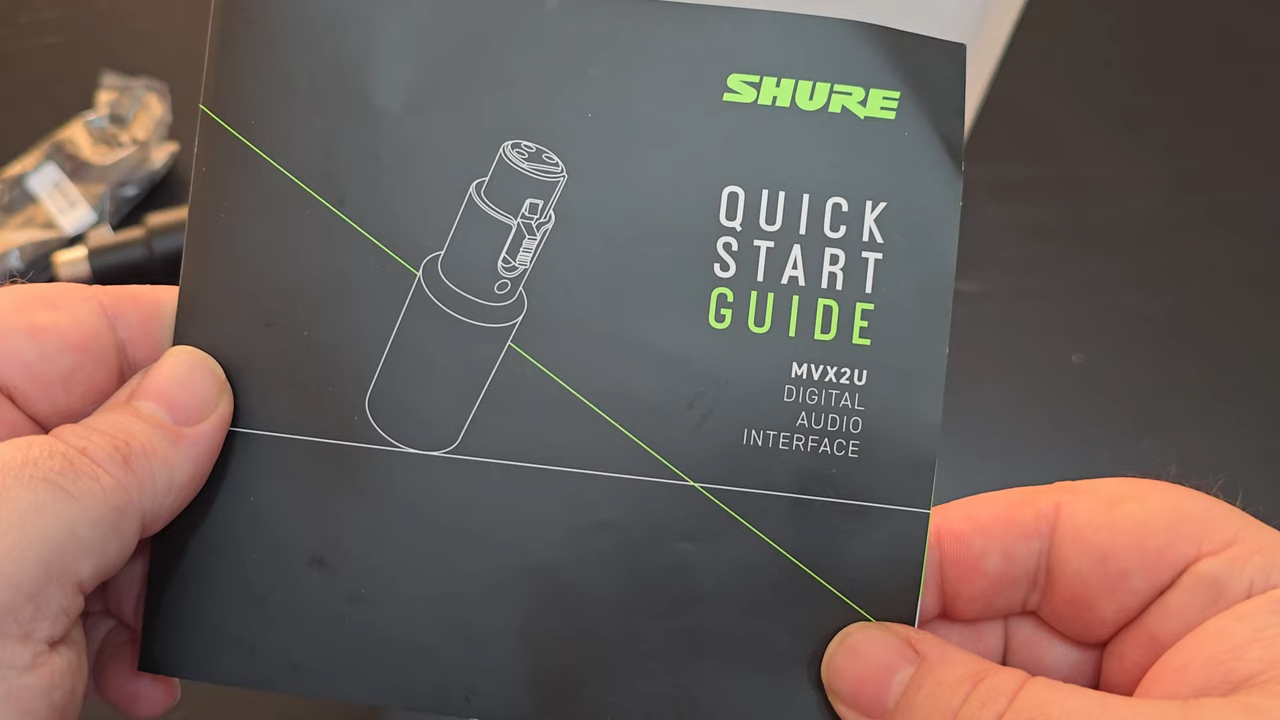 SHURE
QUICK
START
GUIDE
MVX2U
DIGITAL
AUDIO
INTERFACE